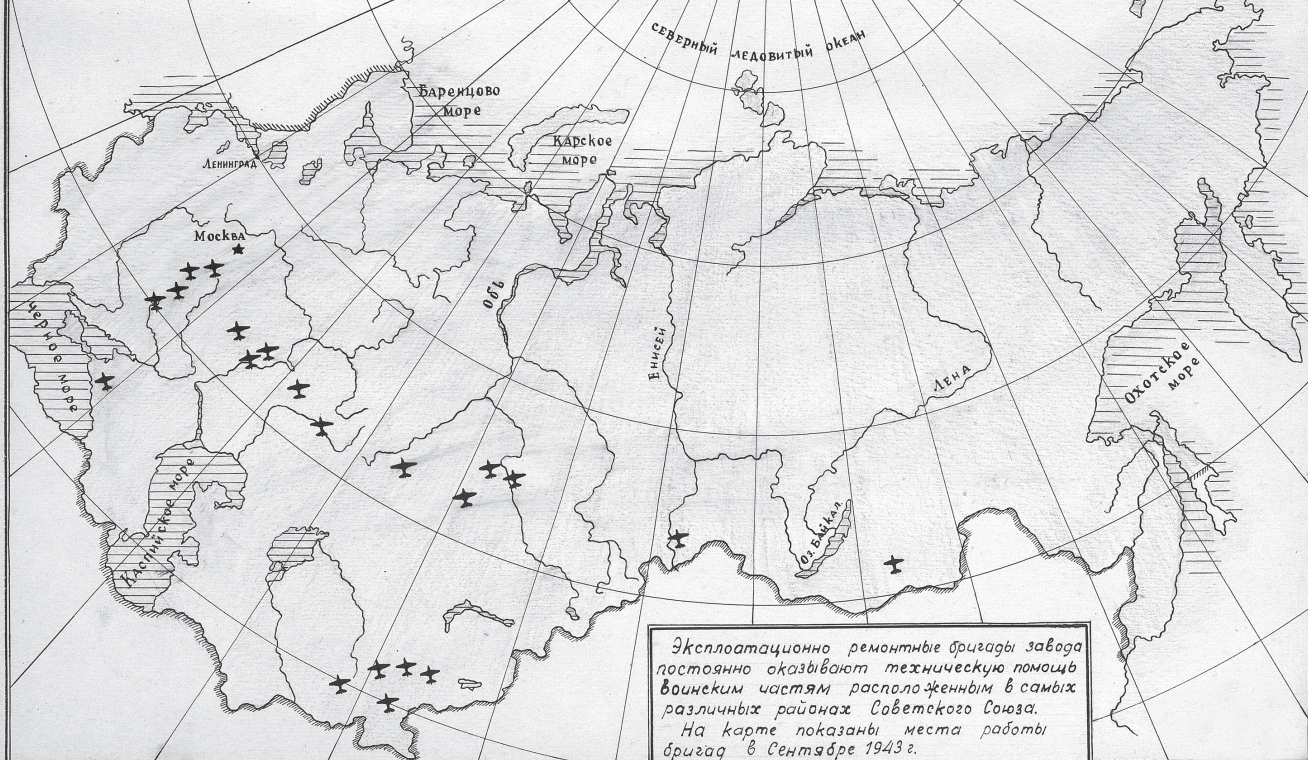 СЕВЕРНЫЙ ЛЕДОВИТЫЙ ОКЕАН
БАРЕНЦОВО
МОРЕ
КАРСКОЕ
МОРЕ
ЛЕНИНГРАД
МОСКВА
ОБЬ
ЧЕРНОЕ МОРЕ
ЕНИСЕЙ
ЛЕНА
ОХОТСКОЕ
МОРЕ
КАСПИЙСКОЕ МОРЕ
ОЗ. БАЙКАЛ.
Эксплоатационно ремонтные бригады завода
постоянно оказывают техническую помощь
воинским частям расположенным в самых
различных районах Советского Союза.
На карте показаны места работы
бригад в Сентябре 1943 г.